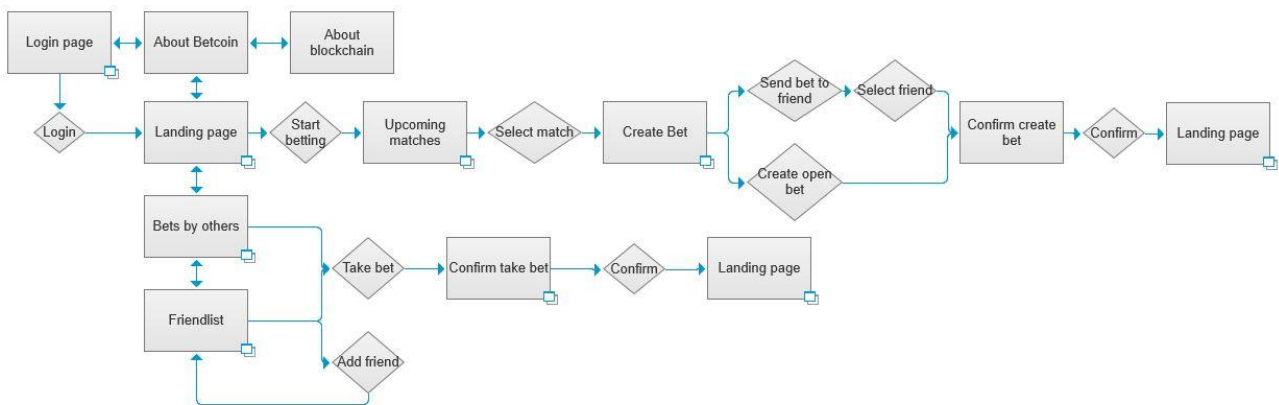 Login page
About Betcoin
About
blockchain
Login
Landing page
Start
betting
Upcoming
matches
Select match
Create Bet
Send bet to
friend
Select friend
Create open
bet
Confirm create
bet
Confirm
Landing page
Bets by others
Take bet
Confirm take bet
Confirm
Landing page
Friendlist
Add friend